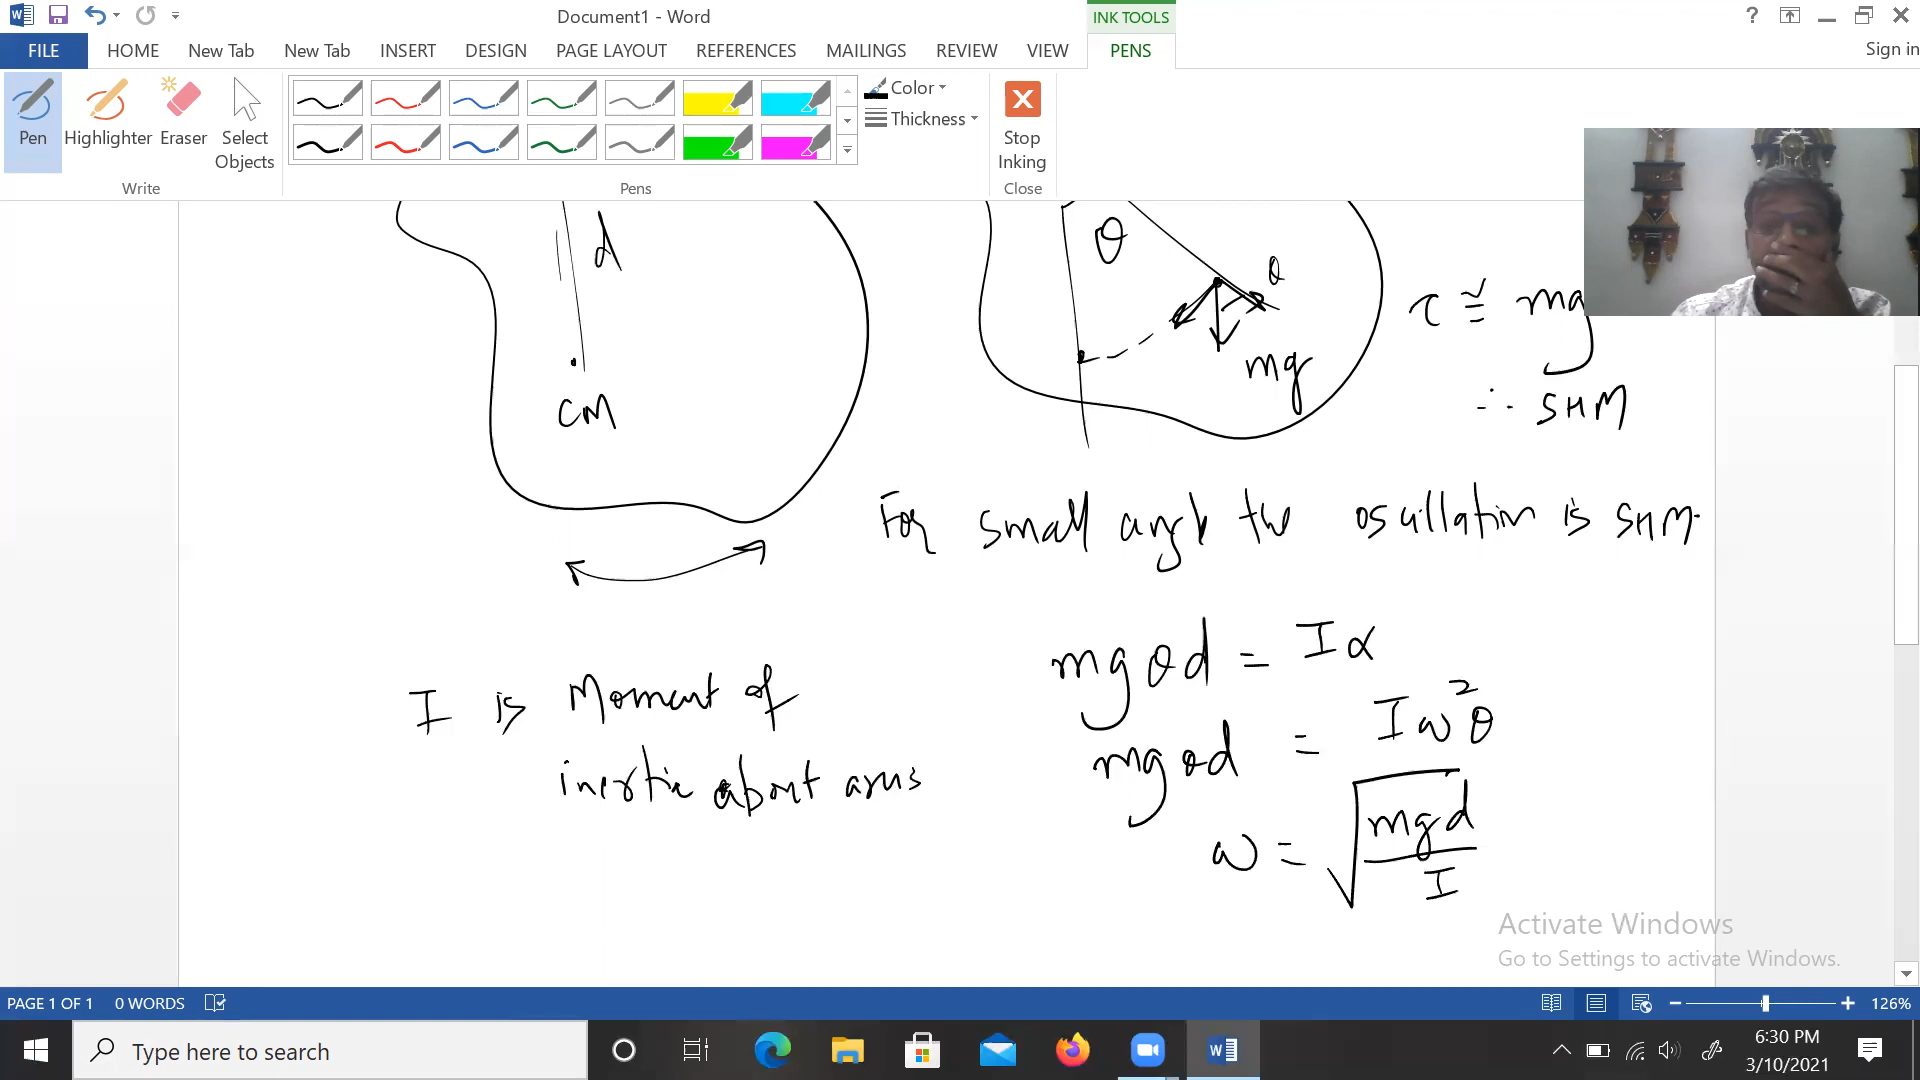 Document1 - Word
INK TOOLS
?
FILE HOME New Tab New Tab INSERT DESIGN PAGE LAYOUT REFERENCES MAILINGS REVIEW VIEW PENS Sign in
Pen Highlighter Eraser Select Objects
Color
Thickness
Stop Inking
Write Pens Close
d
CM
θ
θ
mg
τ ≅ mg
∴ SHM
For small angle the oscillation is SHM.
mgθd = Iα
mgθd = Iω²θ
ω = √(mgd/I)
I is Moment of
inertia about axis
Activate Windows
Go to Settings to activate Windows.
PAGE 1 OF 1 0 WORDS 126%
Type here to search
6:30 PM
3/10/2021